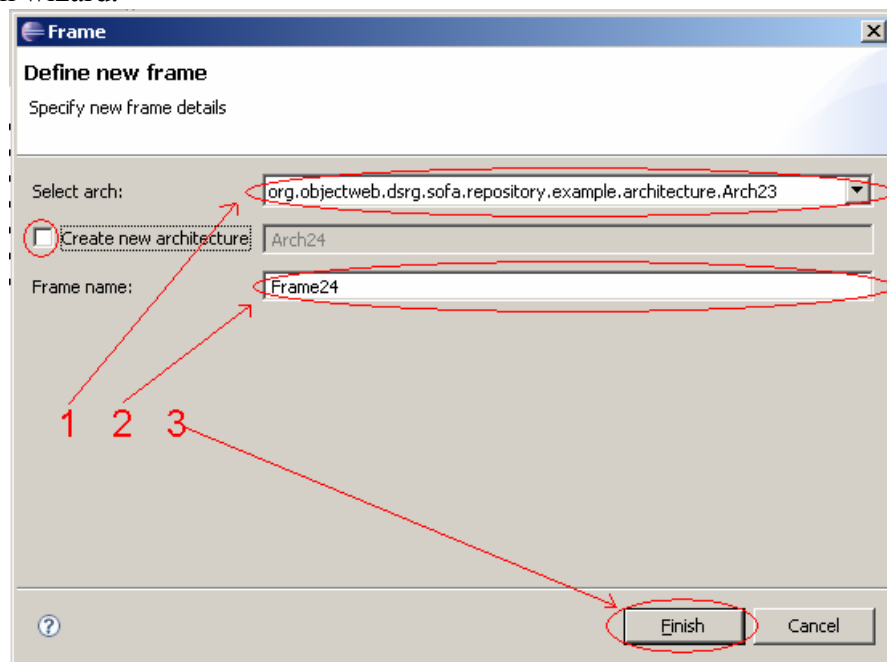 wizard.
Frame
Define new frame
Specify new frame details
Select arch: org.objectweb.dsrg.sofa.repository.example.architecture.Arch23
Create new architecture Arch24
Frame name: Frame24
1 2 3
? Finish Cancel